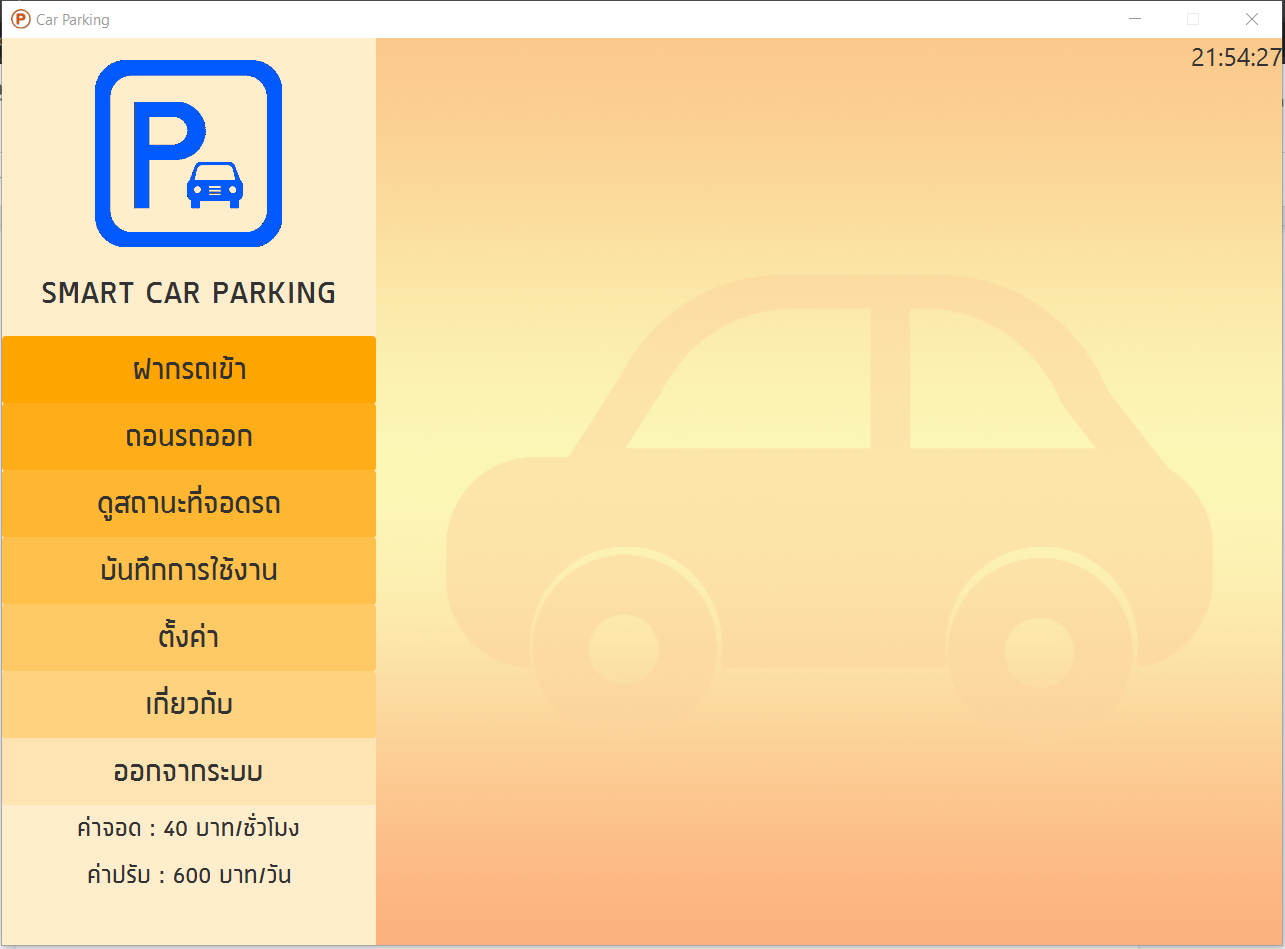 Car Parking
21:54:27
P
SMART CAR PARKING
ฝากรถเข้า
ถอนรถออก
ดูสถานะที่จอดรถ
บันทึกการใช้งาน
ตั้งค่า
เกี่ยวกับ
ออกจากระบบ
ค่าจอด : 40 บาท/ชั่วโมง
ค่าปรับ : 600 บาท/วัน